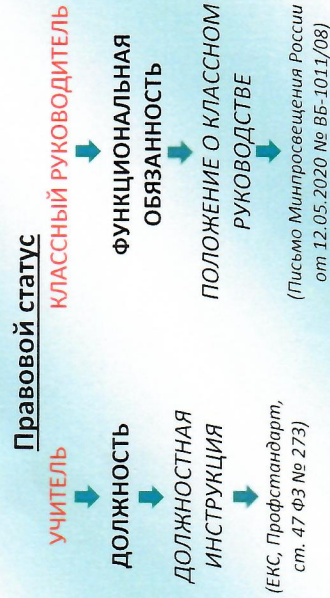 Правовой статус
УЧИТЕЛЬ
ДОЛЖНОСТЬ
ДОЛЖНОСТНАЯ
ИНСТРУКЦИЯ
(ЕКС, Профстандарт,
ст. 47 ФЗ № 273)
КЛАССНЫЙ РУКОВОДИТЕЛЬ
ФУНКЦИОНАЛЬНАЯ
ОБЯЗАННОСТЬ
ПОЛОЖЕНИЕ О КЛАССНОМ
РУКОВОДСТВЕ
(Письмо Минпросвещения России
от 12.05.2020 № ВБ-1011/08)